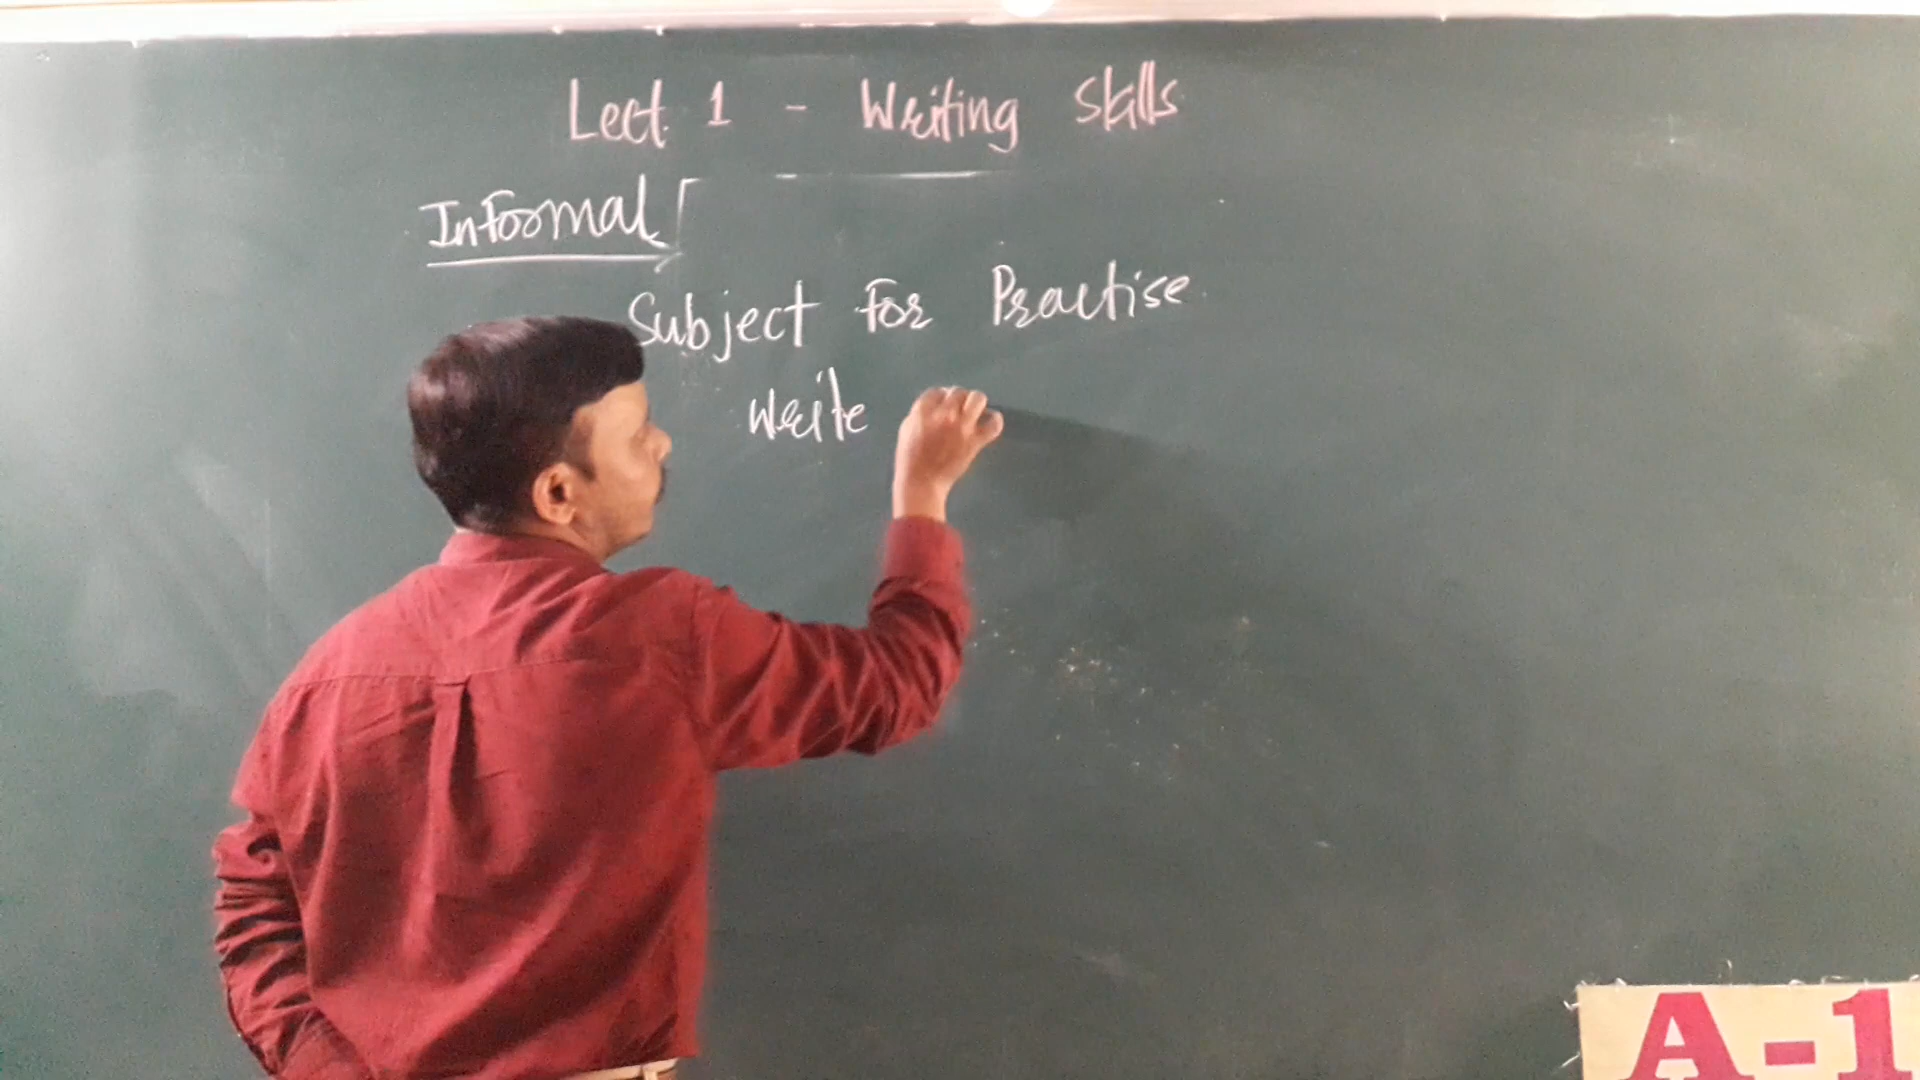 Lect. 1 - Writing Skills
Informal
Subject For Practise
Write
A-1